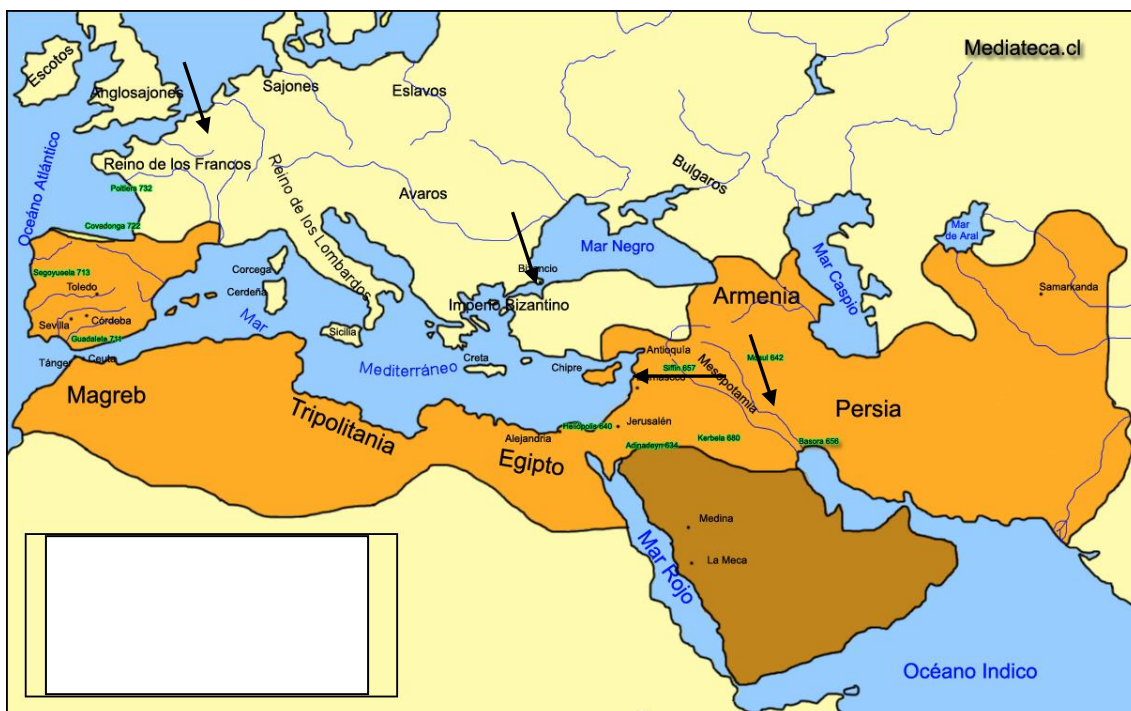 Mediateca.cl
Escotos
Anglosajones
Sajones
Eslavos
Océano Atlántico
Reino de los Francos
Reino de los Lombardos
Avaros
Bulgaros
Poitiers 732
Covadonga 722
Mar Negro
Mar Caspio
Mar
de Aral
Segoyuela 713
Toledo
Corcega
Cerdeña
Bizancio
Imperio Bizantino
Armenia
Samarkanda
Sevilla
Córdoba
Guadalete 711
Mar
Mediterráneo
Sicilia
Creta
Chipre
Antioquía
Siffin 657
Mosul 642
Mesopotamia
Damasco
Tánger
Ceuta
Magreb
Tripolitania
Persia
Alejandria
Heliopolis 640
Jerusalén
Adinadeyn 634
Kerbela 680
Basora 656
Egipto
Medina
La Meca
Mar Rojo
Océano Indico